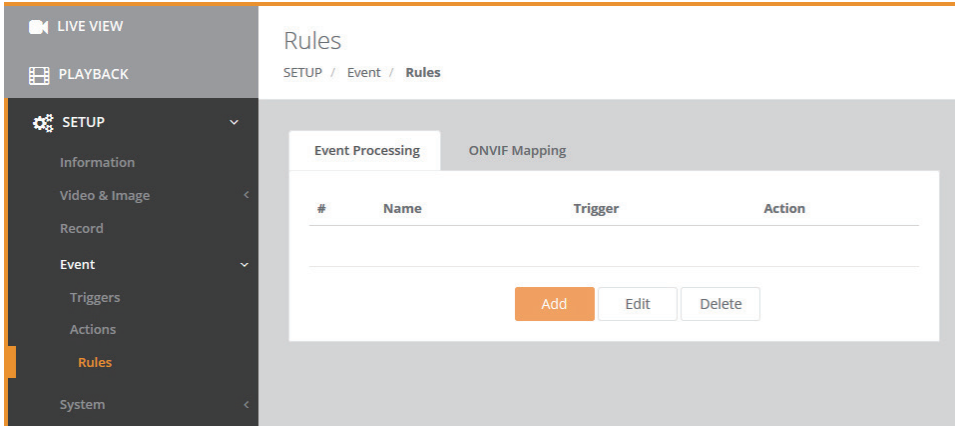 LIVE VIEW
PLAYBACK
SETUP
Information
Video & Image
Record
Event
Triggers
Actions
Rules
System
Rules
SETUP / Event / Rules
Event Processing ONVIF Mapping
# Name Trigger Action
Add Edit Delete